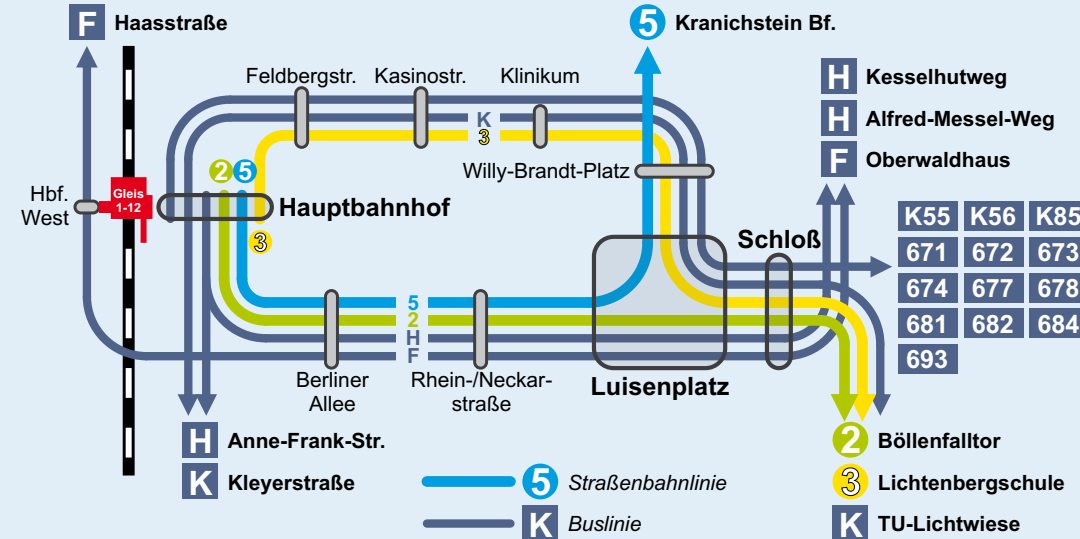 F Haasstraße
5 Kranichstein Bf.
H Kesselhutweg
H Alfred-Messel-Weg
F Oberwaldhaus
Feldbergstr. Kasinostr. Klinikum
K
3
2 5
Willy-Brandt-Platz
Hbf.
West
Gleis
1-12
Hauptbahnhof
3
Schloß
K55 K56 K85
671 672 673
674 677 678
681 682 684
693
5
2
H
F
Berliner
Allee
Rhein-/Neckar-
straße
Luisenplatz
H Anne-Frank-Str.
K Kleyerstraße
5 Straßenbahnlinie
K Buslinie
2 Böllenfalltor
3 Lichtenbergschule
K TU-Lichtwiese